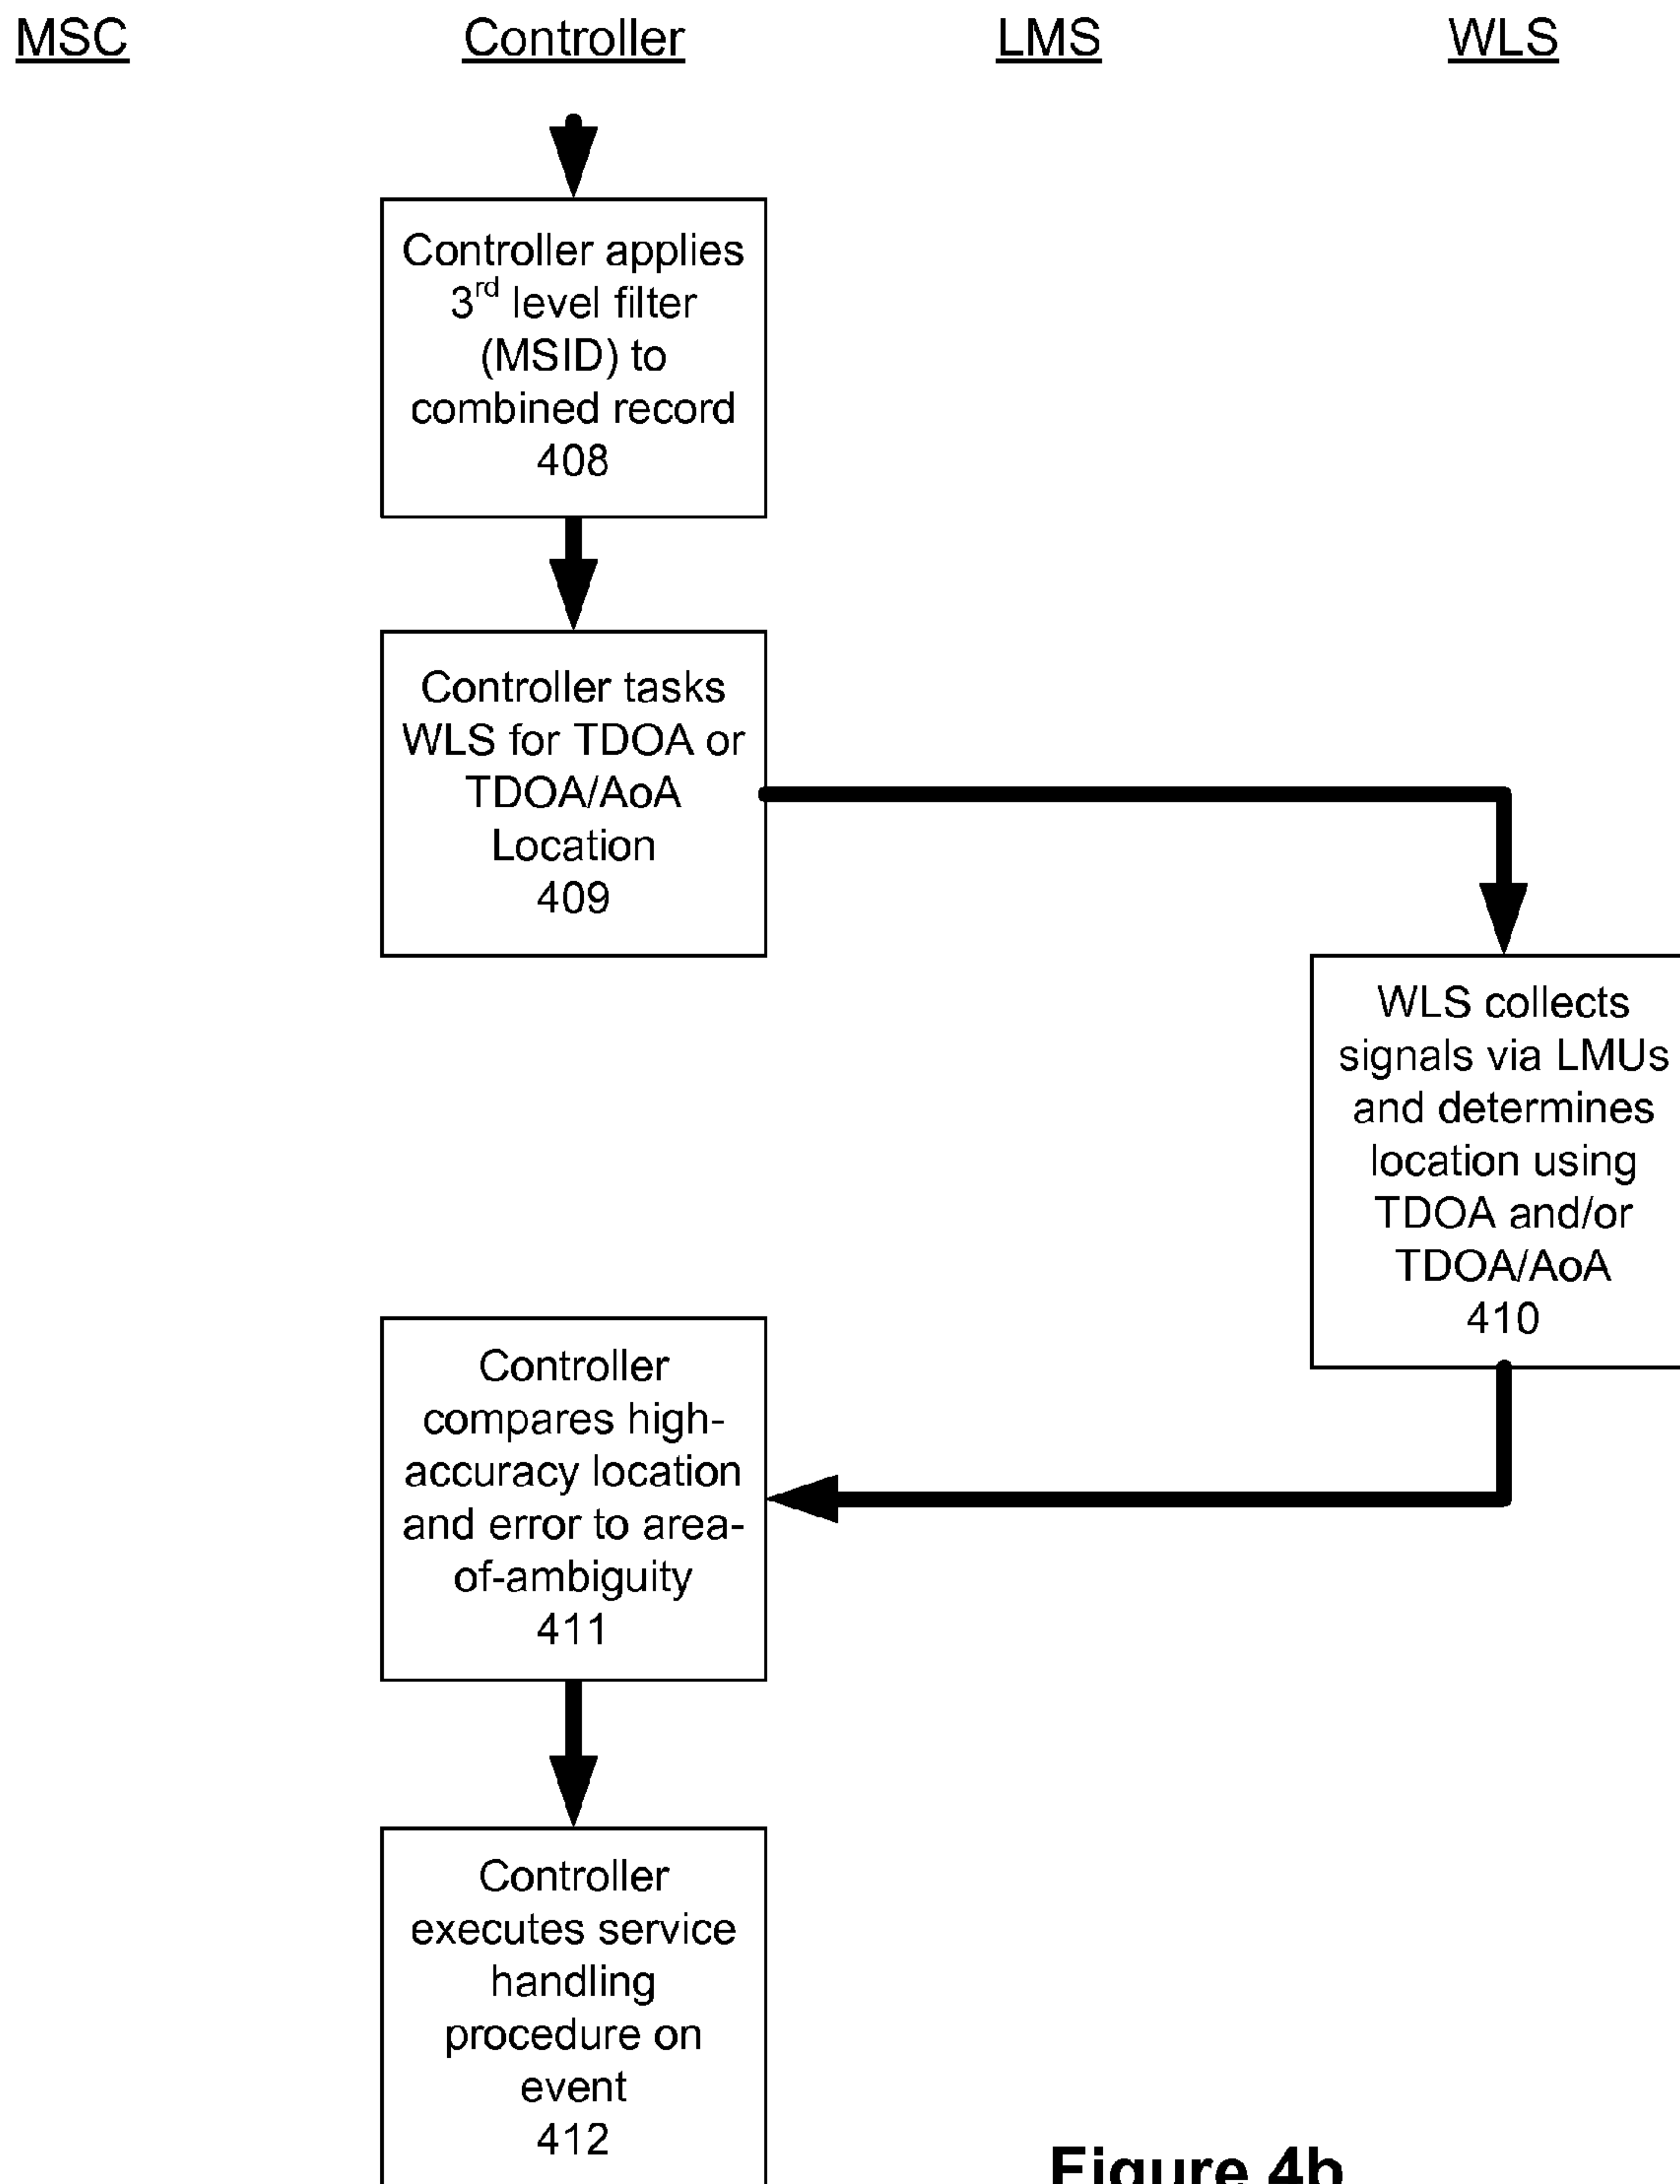 MSC
Controller
LMS
WLS
Controller applies
3rd level filter
(MSID) to
combined record
408
Controller tasks
WLS for TDOA or
TDOA/AoA
Location
409
WLS collects
signals via LMUs
and determines
location using
TDOA and/or
TDOA/AoA
410
Controller
compares high-
accuracy location
and error to area-
of-ambiguity
411
Controller
executes service
handling
procedure on
event
412
Figure 4b